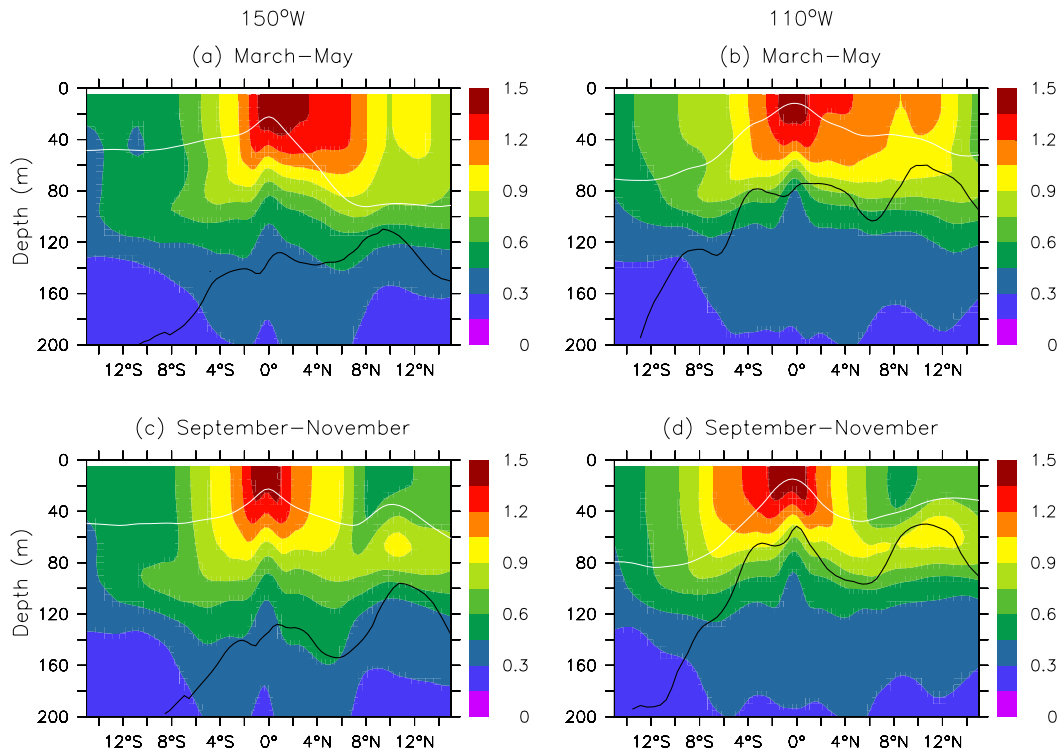 150°W 110°W
(a) March-May (b) March-May
0 1.5 0 1.5
40 1.2 40 1.2
80 0.9 80 0.9
Depth (m)
120 0.6 120 0.6
160 0.3 160 0.3
200 0 200 0
12°S 8°S 4°S 0° 4°N 8°N 12°N 12°S 8°S 4°S 0° 4°N 8°N 12°N
(c) September-November (d) September-November
0 1.5 0 1.5
40 1.2 40 1.2
80 0.9 80 0.9
Depth (m)
120 0.6 120 0.6
160 0.3 160 0.3
200 0 200 0
12°S 8°S 4°S 0° 4°N 8°N 12°N 12°S 8°S 4°S 0° 4°N 8°N 12°N